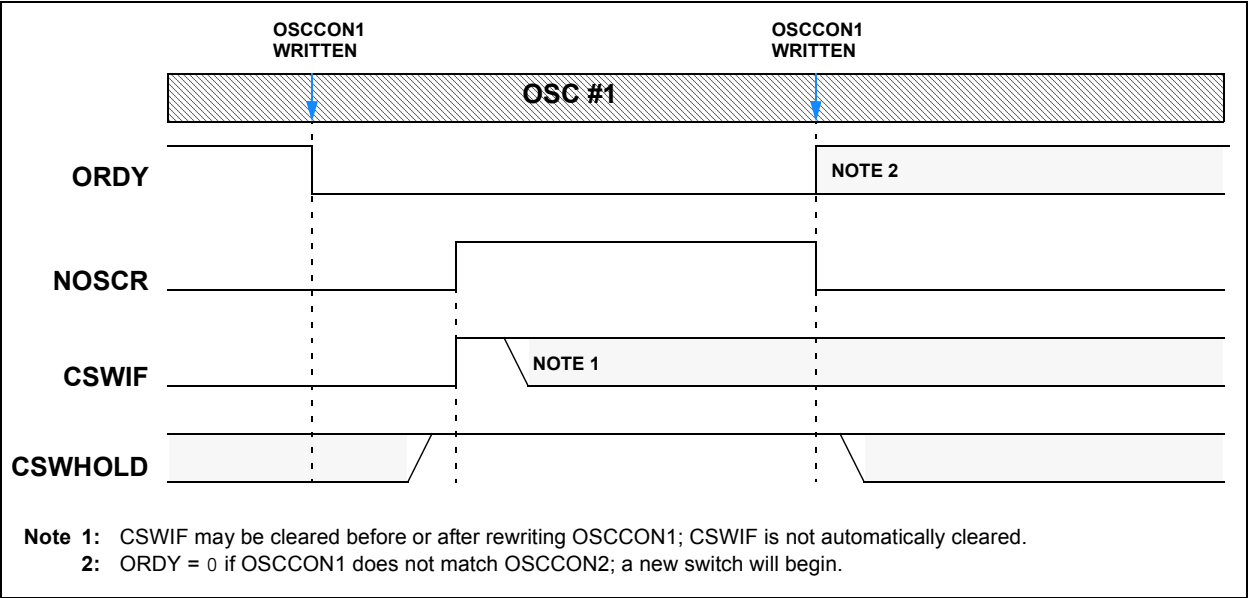 OSCCON1 OSCCON1
WRITTEN WRITTEN
OSC #1
ORDY NOTE 2
NOSCR
CSWIF NOTE 1
CSWHOLD
Note 1: CSWIF may be cleared before or after rewriting OSCCON1; CSWIF is not automatically cleared.
2: ORDY = 0 if OSCCON1 does not match OSCCON2; a new switch will begin.